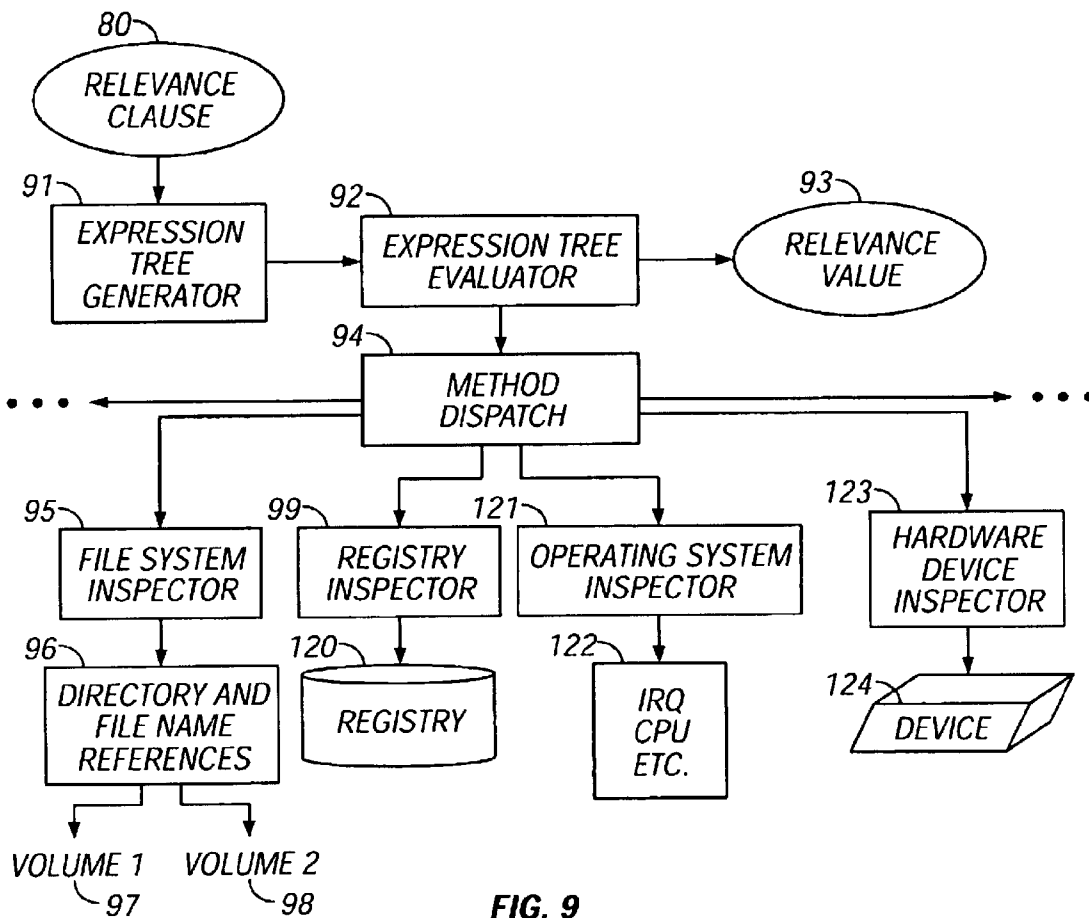 80
RELEVANCE
CLAUSE
91
EXPRESSION
TREE
GENERATOR
92
EXPRESSION TREE
EVALUATOR
93
RELEVANCE
VALUE
94
METHOD
DISPATCH
95
FILE SYSTEM
INSPECTOR
99
REGISTRY
INSPECTOR
121
OPERATING SYSTEM
INSPECTOR
123
HARDWARE
DEVICE
INSPECTOR
96
DIRECTORY AND
FILE NAME
REFERENCES
120
REGISTRY
122
IRQ
CPU
ETC.
124
DEVICE
VOLUME 1
97
VOLUME 2
98
FIG. 9